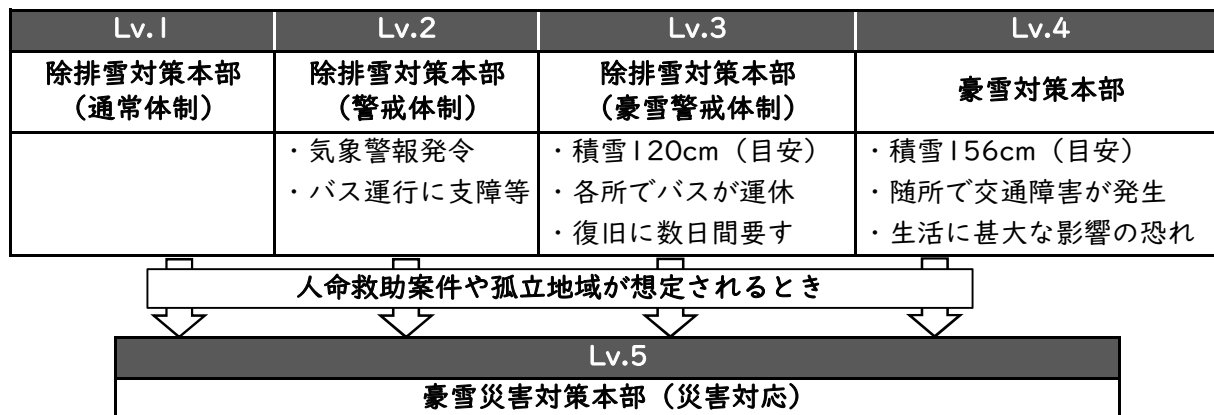 Lv.1 Lv.2 Lv.3 Lv.4
除排雪対策本部
（通常体制）
除排雪対策本部
（警戒体制）
除排雪対策本部
（豪雪警戒体制）
豪雪対策本部
・気象警報発令
・バス運行に支障等
・積雪120cm（目安）
・各所でバスが運休
・復旧に数日間要す
・積雪156cm（目安）
・随所で交通障害が発生
・生活に甚大な影響の恐れ
人命救助案件や孤立地域が想定されるとき
Lv.5
豪雪災害対策本部（災害対応）